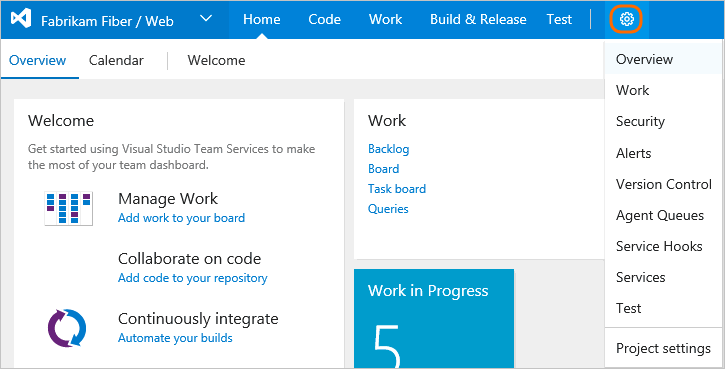 Fabrikam Fiber / Web
Home
Code
Work
Build & Release
Test
Overview
Calendar
Welcome
Welcome
Get started using Visual Studio Team Services to make
the most of your team dashboard.
Manage Work
Add work to your board
Collaborate on code
Add code to your repository
Continuously integrate
Automate your builds
Work
Backlog
Board
Task board
Queries
Work in Progress
5
Overview
Work
Security
Alerts
Version Control
Agent Queues
Service Hooks
Services
Test
Project settings